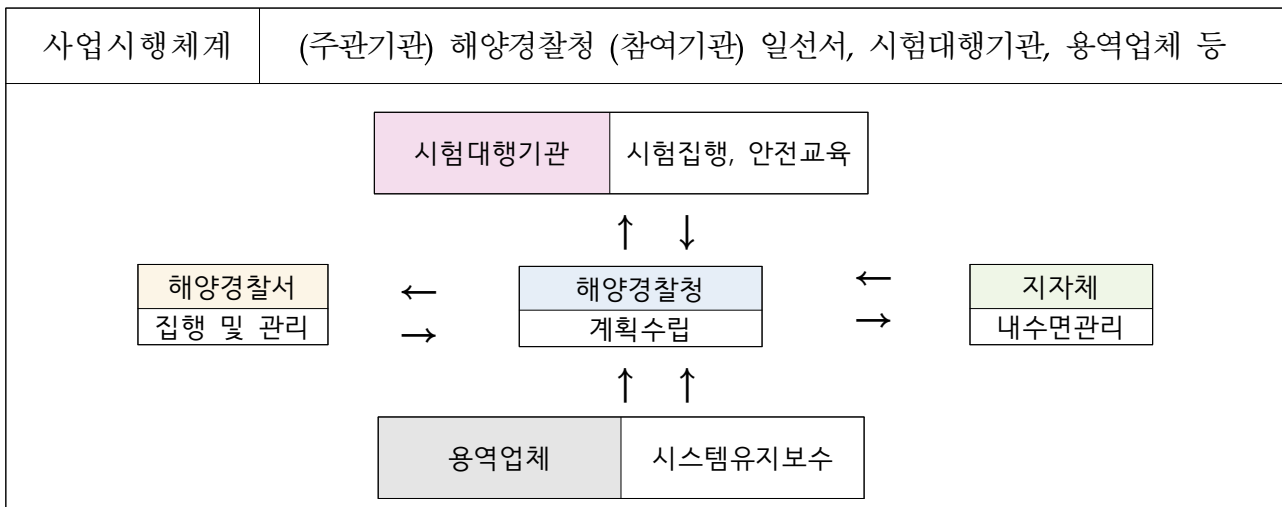 사업시행체계 (주관기관) 해양경찰청 (참여기관) 일선서, 시험대행기관, 용역업체 등
시험대행기관 시험집행, 안전교육
↑ ↓
해양경찰서 ← 해양경찰청 ← 지자체
집행 및 관리 → 계획수립 → 내수면관리
↑ ↑
용역업체 시스템유지보수